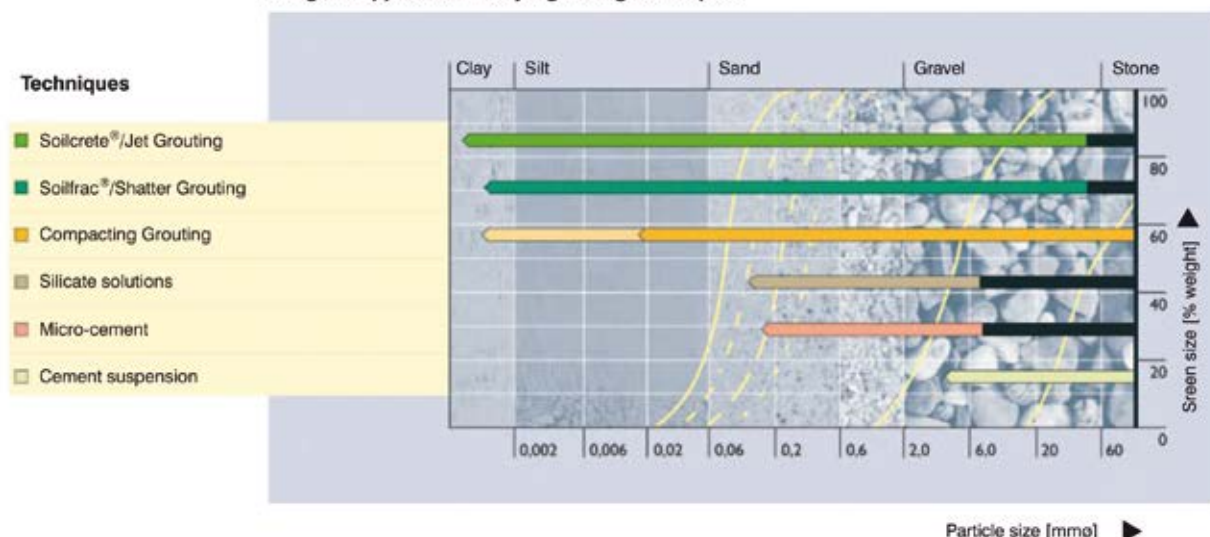 Techniques
Clay Silt Sand Gravel Stone
Soilcrete®/Jet Grouting
Soilfrac®/Shatter Grouting
Compacting Grouting
Silicate solutions
Micro-cement
Cement suspension
100
80
60
40
20
0
Sreen size [% weight]
0,002 0,006 0,02 0,06 0,2 0,6 2,0 6,0 20 60
Particle size [mmø]